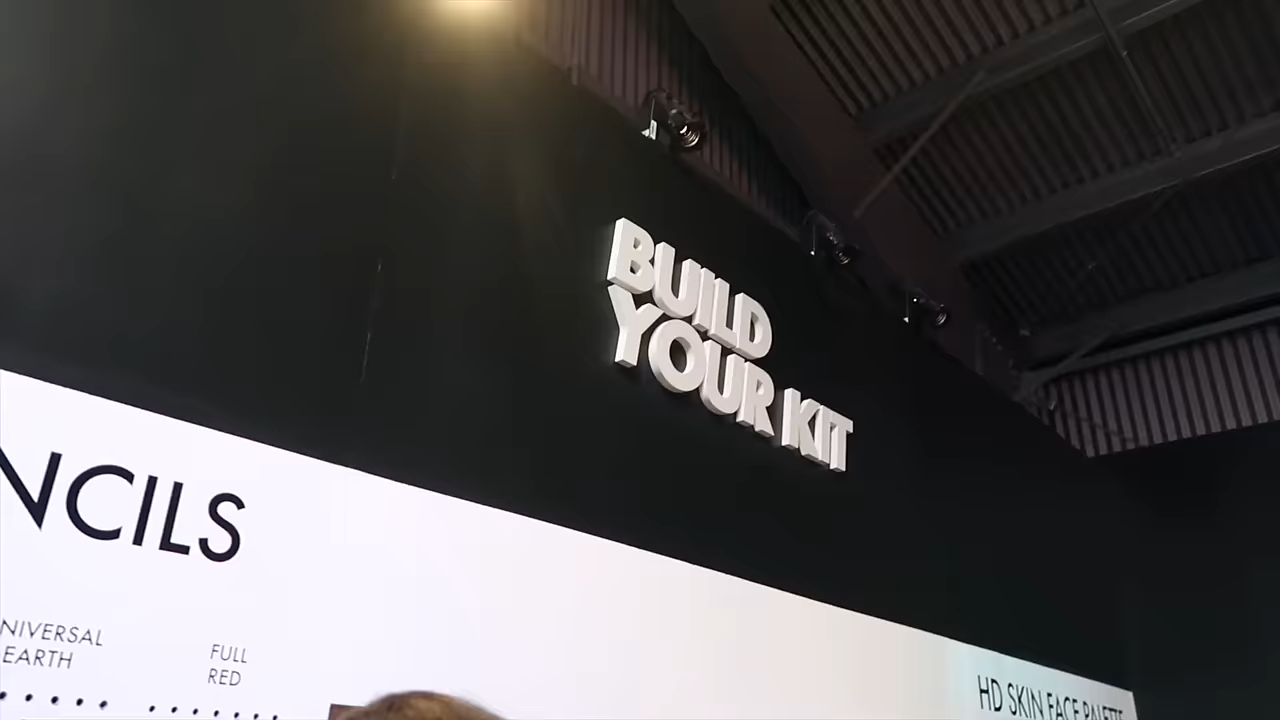 BUILD
YOUR KIT
NCILS
NIVERSAL
EARTH
FULL
RED
HD SKIN FACE PALETTE